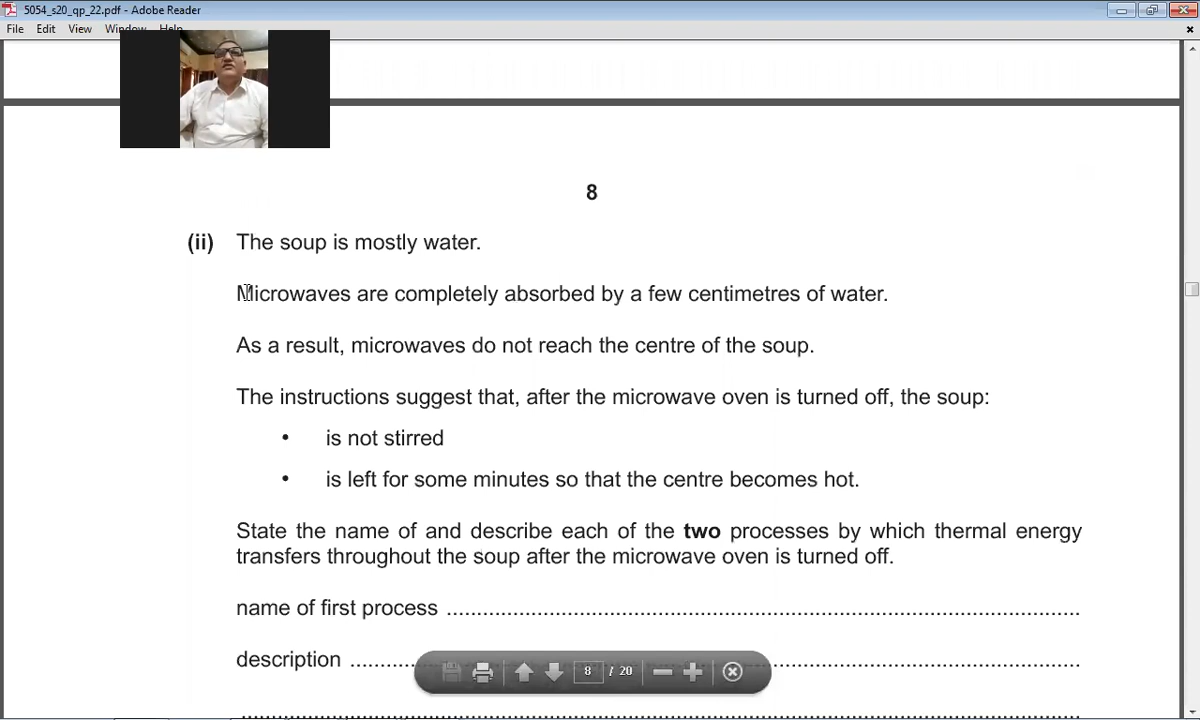 5054_s20_qp_22.pdf - Adobe Reader
File Edit View Window Help
8
(ii) The soup is mostly water.
Microwaves are completely absorbed by a few centimetres of water.
As a result, microwaves do not reach the centre of the soup.
The instructions suggest that, after the microwave oven is turned off, the soup:
• is not stirred
• is left for some minutes so that the centre becomes hot.
State the name of and describe each of the two processes by which thermal energy
transfers throughout the soup after the microwave oven is turned off.
name of first process ..........................................................................................................
description ..........................................................................................................
8 / 20